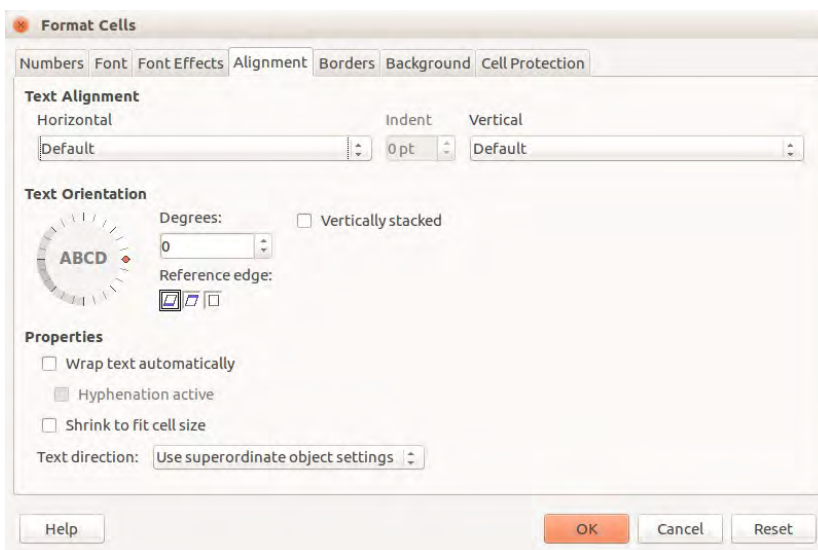 Format Cells
Numbers Font Font Effects Alignment Borders Background Cell Protection
Text Alignment
Horizontal Indent Vertical
Default 0 pt Default
Text Orientation
Degrees: Vertically stacked
ABCD 0
Reference edge:
Properties
Wrap text automatically
Hyphenation active
Shrink to fit cell size
Text direction: Use superordinate object settings
Help OK Cancel Reset